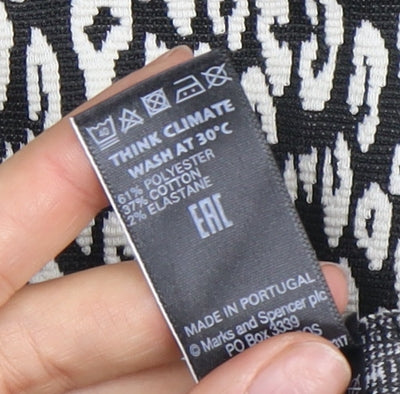 40
THINK CLIMATE
WASH AT 30°C
61% POLYESTER
37% COTTON
2% ELASTANE
EAC
MADE IN PORTUGAL
© Marks and Spencer plc
PO Box 3339